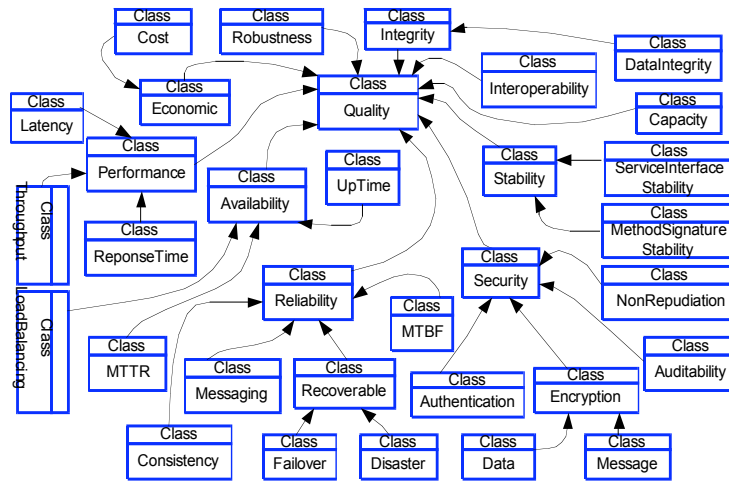 Class
Cost
Class
Robustness
Class
Integrity
Class
DataIntegrity
Class
Economic
Class
Quality
Class
Interoperability
Class
Capacity
Class
Latency
Class
Performance
Class
Availability
Class
UpTime
Class
Stability
Class
ServiceInterface
Stability
Class
MethodSignature
Stability
Class
Throughput
Class
ReponseTime
Class
Reliability
Class
Security
Class
NonRepudiation
Class
LoadBalancing
Class
MTTR
Class
Messaging
Class
Recoverable
Class
MTBF
Class
Authentication
Class
Encryption
Class
Auditability
Class
Consistency
Class
Failover
Class
Disaster
Class
Data
Class
Message